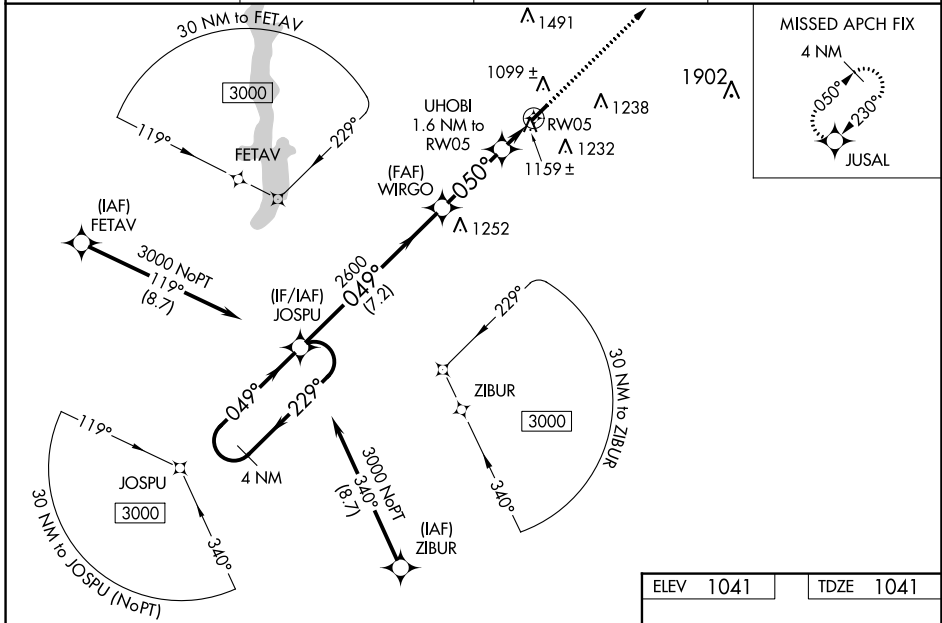 30 NM to FETAV
3000
119°
FETAV
229°
1491
1099 ±
1238
1902
UHOBI
1.6 NM to
RW05
RW05
1232
1159 ±
MISSED APCH FIX
4 NM
050°
230°
JUSAL
(FAF)
WIRGO
050°
1252
(IAF)
FETAV
3000 NoPT
119°
(8.7)
2600
049°
(7.2)
(IF/IAF)
JOSPU
049°
229°
4 NM
229°
ZIBUR
3000
340°
30 NM to ZIBUR
119°
JOSPU
3000
340°
30 NM to JOSPU (NoPT)
3000 NoPT
340°
(8.7)
(IAF)
ZIBUR
ELEV 1041
TDZE 1041